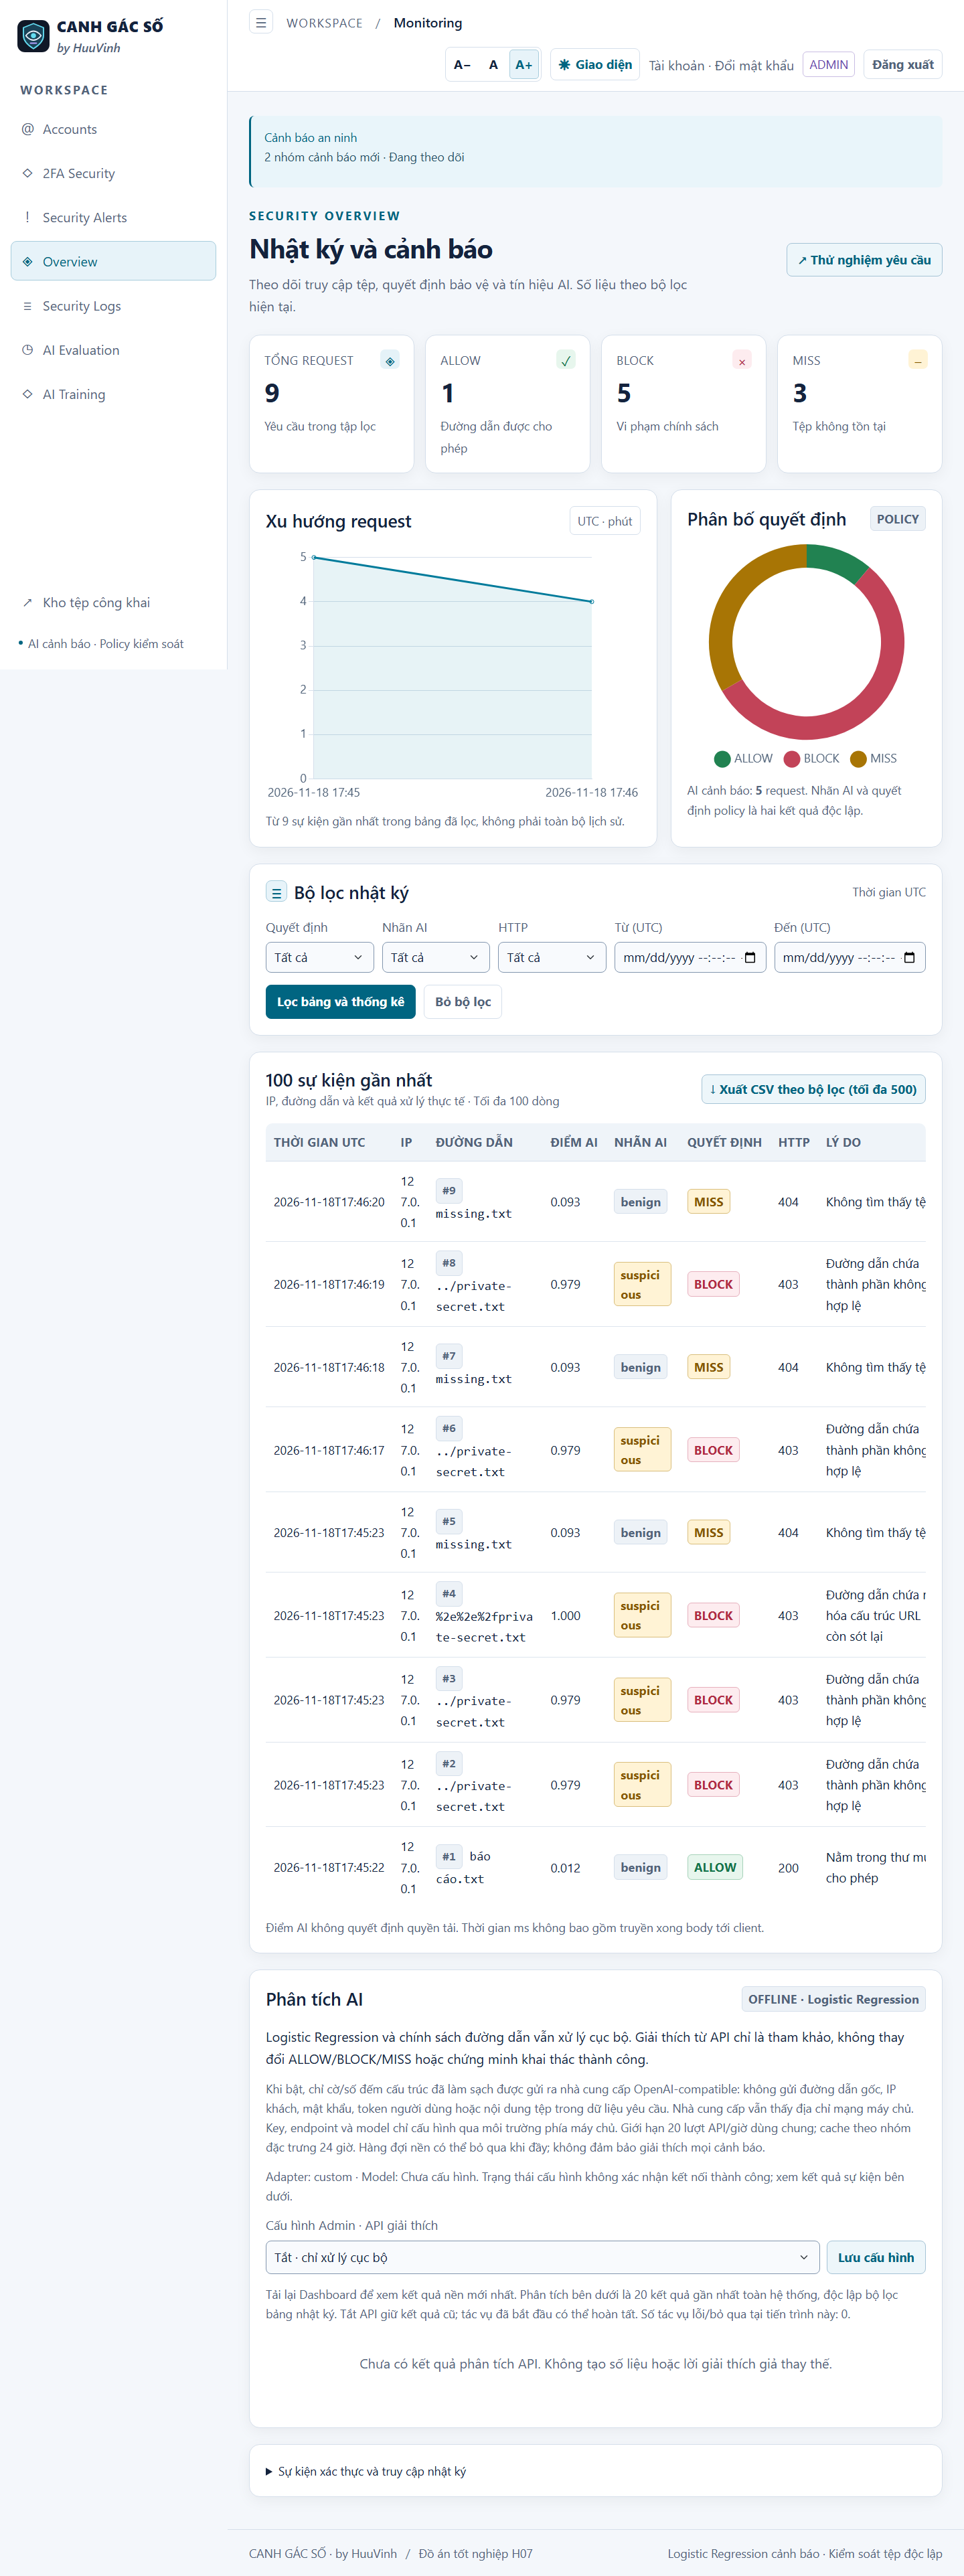 CANH GÁC SỐ
by HuuVinh
WORKSPACE
@ Accounts
2FA Security
! Security Alerts
Overview
Security Logs
AI Evaluation
AI Training
↗ Kho tệp công khai
• AI cảnh báo · Policy kiểm soát
☰ WORKSPACE / Monitoring
A− A A+ Giao diện Tài khoản · Đổi mật khẩu ADMIN Đăng xuất
Cảnh báo an ninh
2 nhóm cảnh báo mới · Đang theo dõi
SECURITY OVERVIEW
Nhật ký và cảnh báo
Theo dõi truy cập tệp, quyết định bảo vệ và tín hiệu AI. Số liệu theo bộ lọc
hiện tại.
↗ Thử nghiệm yêu cầu
TỔNG REQUEST
9
Yêu cầu trong tập lọc
ALLOW ✓
1
Đường dẫn được cho
phép
BLOCK ×
5
Vi phạm chính sách
MISS –
3
Tệp không tồn tại
Xu hướng request UTC · phút
5
4
3
2
1
0
2026-11-18 17:45 2026-11-18 17:46
Từ 9 sự kiện gần nhất trong bảng đã lọc, không phải toàn bộ lịch sử.
Phân bố quyết định POLICY
ALLOW BLOCK MISS
AI cảnh báo: 5 request. Nhãn AI và quyết
định policy là hai kết quả độc lập.
☰ Bộ lọc nhật ký Thời gian UTC
Quyết định Nhãn AI HTTP Từ (UTC) Đến (UTC)
Tất cả Tất cả Tất cả mm/dd/yyyy --:--:-- mm/dd/yyyy --:--:--
Lọc bảng và thống kê Bỏ bộ lọc
100 sự kiện gần nhất
IP, đường dẫn và kết quả xử lý thực tế · Tối đa 100 dòng
↓ Xuất CSV theo bộ lọc (tối đa 500)
THỜI GIAN UTC IP ĐƯỜNG DẪN ĐIỂM AI NHÃN AI QUYẾT ĐỊNH HTTP LÝ DO
2026-11-18T17:46:20 127.0.0.1 #9 missing.txt 0.093 benign MISS 404 Không tìm thấy tệ
2026-11-18T17:46:19 127.0.0.1 #8 ../private-secret.txt 0.979 suspicious BLOCK 403 Đường dẫn chứa thành phần không hợp lệ
2026-11-18T17:46:18 127.0.0.1 #7 missing.txt 0.093 benign MISS 404 Không tìm thấy tệ
2026-11-18T17:46:17 127.0.0.1 #6 ../private-secret.txt 0.979 suspicious BLOCK 403 Đường dẫn chứa thành phần không hợp lệ
2026-11-18T17:45:23 127.0.0.1 #5 missing.txt 0.093 benign MISS 404 Không tìm thấy tệ
2026-11-18T17:45:23 127.0.0.1 #4 %2e%2e%2fprivate-secret.txt 1.000 suspicious BLOCK 403 Đường dẫn chứa hóa cấu trúc URL còn sót lại
2026-11-18T17:45:23 127.0.0.1 #3 ../private-secret.txt 0.979 suspicious BLOCK 403 Đường dẫn chứa thành phần không hợp lệ
2026-11-18T17:45:23 127.0.0.1 #2 ../private-secret.txt 0.979 suspicious BLOCK 403 Đường dẫn chứa thành phần không hợp lệ
2026-11-18T17:45:22 127.0.0.1 #1 báo cáo.txt 0.012 benign ALLOW 200 Nằm trong thư mụ cho phép
Điểm AI không quyết định quyền tải. Thời gian ms không bao gồm truyền xong body tới client.
Phân tích AI OFFLINE · Logistic Regression
Logistic Regression và chính sách đường dẫn vẫn xử lý cục bộ. Giải thích từ API chỉ là tham khảo, không thay
đổi ALLOW/BLOCK/MISS hoặc chứng minh khai thác thành công.
Khi bật, chỉ cờ/số đếm cấu trúc đã làm sạch được gửi ra nhà cung cấp OpenAI-compatible: không gửi đường dẫn gốc, IP
khách, mật khẩu, token người dùng hoặc nội dung tệp trong dữ liệu yêu cầu. Nhà cung cấp vẫn thấy địa chỉ mạng máy chủ.
Key, endpoint và model chỉ cấu hình qua môi trường phía máy chủ. Giới hạn 20 lượt API/giờ dùng chung; cache theo nhóm
đặc trưng 24 giờ. Hàng đợi nền có thể bỏ qua khi đầy; không đảm bảo giải thích mọi cảnh báo.
Adapter: custom · Model: Chưa cấu hình. Trạng thái cấu hình không xác nhận kết nối thành công; xem kết quả sự kiện bên
dưới.
Cấu hình Admin · API giải thích
Tắt · chỉ xử lý cục bộ Lưu cấu hình
Tải lại Dashboard để xem kết quả nền mới nhất. Phân tích bên dưới là 20 kết quả gần nhất toàn hệ thống, độc lập bộ lọc
bảng nhật ký. Tắt API giữ kết quả cũ; tác vụ đã bắt đầu có thể hoàn tất. Số tác vụ lỗi/bỏ qua tại tiến trình này: 0.
Chưa có kết quả phân tích API. Không tạo số liệu hoặc lời giải thích giả thay thế.
▶ Sự kiện xác thực và truy cập nhật ký
CANH GÁC SỐ · by HuuVinh / Đồ án tốt nghiệp H07
Logistic Regression cảnh báo · Kiểm soát tệp độc lập